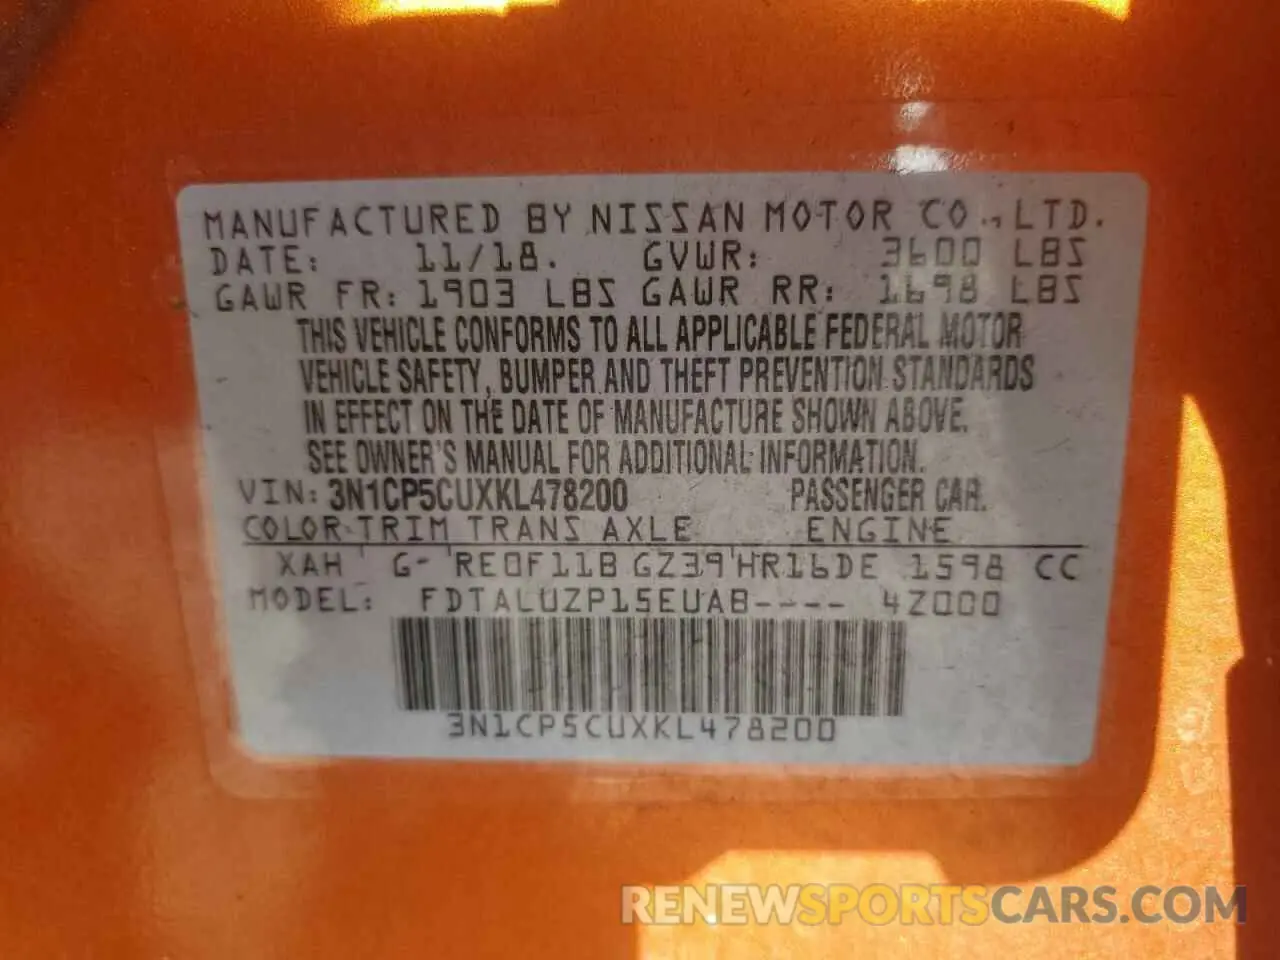 MANUFACTURED BY NISSAN MOTOR CO., LTD.
DATE: 11/18. GVWR: 3600 LBS
GAWR FR: 1903 LBS GAWR RR: 1698 LBS
THIS VEHICLE CONFORMS TO ALL APPLICABLE FEDERAL MOTOR
VEHICLE SAFETY, BUMPER AND THEFT PREVENTION STANDARDS
IN EFFECT ON THE DATE OF MANUFACTURE SHOWN ABOVE.
SEE OWNER'S MANUAL FOR ADDITIONAL INFORMATION.
VIN: 3N1CP5CUXKL478200 PASSENGER CAR.
COLOR TRIM TRANS AXLE ENGINE
XAH G- RE0F11B GZ39 HR16DE 1598 CC
MODEL: FDTALUZP15EUAB---- 4Z000
3N1CP5CUXKL478200
RENEWSPORTSCARS.COM